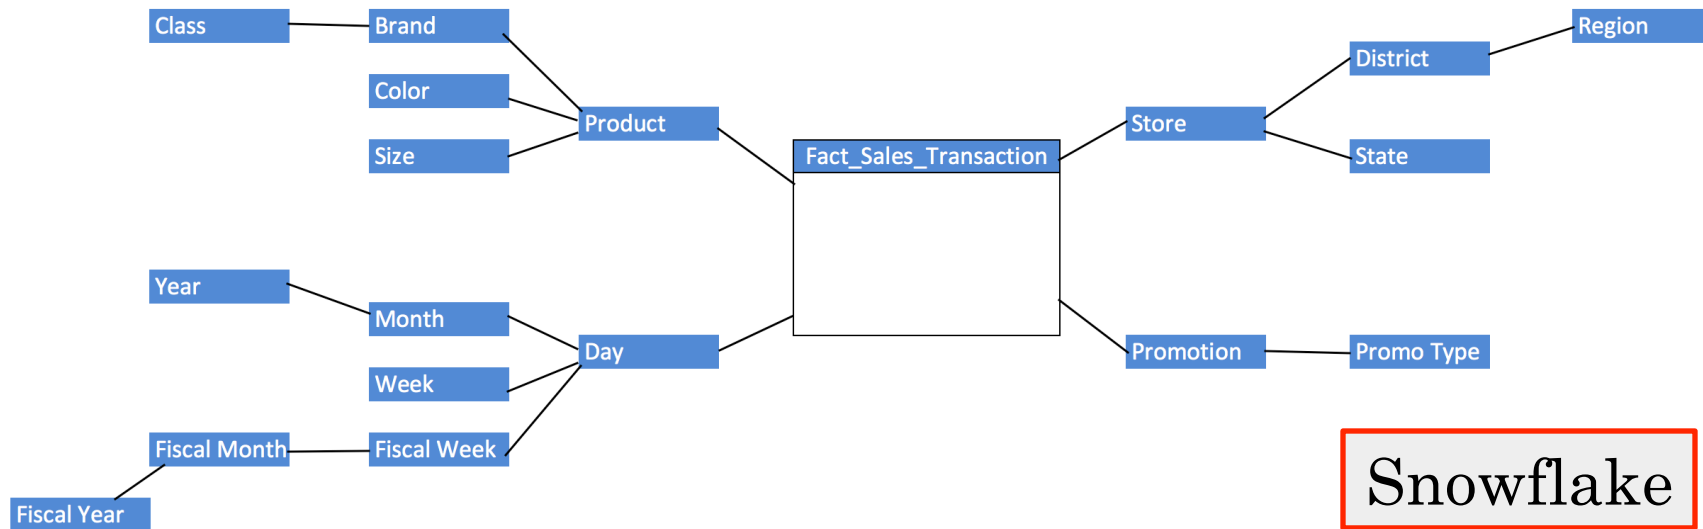 Class
Brand
Region
District
Color
Product
Store
Size
Fact_Sales_Transaction
State
Year
Month
Day
Promotion
Promo Type
Week
Fiscal Month
Fiscal Week
Snowflake
Fiscal Year